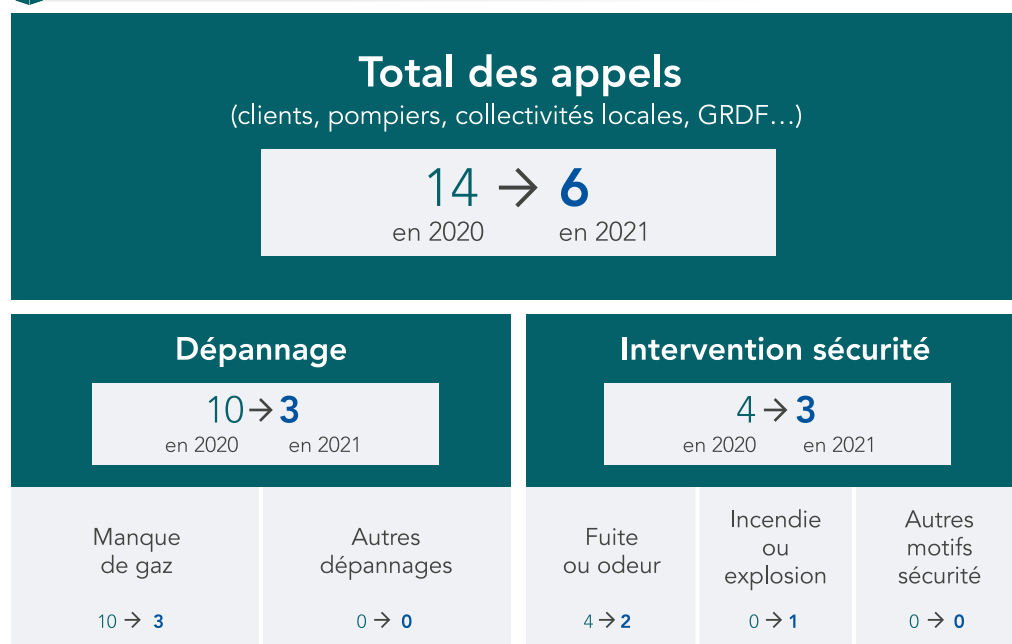 Total des appels
(clients, pompiers, collectivités locales, GRDF...)
14 → 6
en 2020 en 2021
Dépannage
10 → 3
en 2020 en 2021
Manque
de gaz
10 → 3
Autres
dépannages
0 → 0
Intervention sécurité
4 → 3
en 2020 en 2021
Fuite
ou odeur
4 → 2
Incendie
ou
explosion
0 → 1
Autres
motifs
sécurité
0 → 0